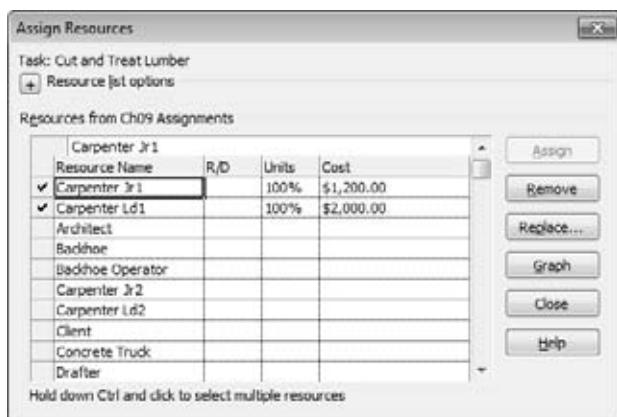 Assign Resources
Task: Cut and Treat Lumber
+ Resource list options
Resources from Ch09 Assignments
Carpenter Jr1
Resource Name R/D Units Cost
✔ Carpenter Jr1 100% $1,200.00
✔ Carpenter Ld1 100% $2,000.00
Architect
Backhoe
Backhoe Operator
Carpenter Jr2
Carpenter Ld2
Client
Concrete Truck
Drafter
Assign
Remove
Replace...
Graph
Close
Help
Hold down Ctrl and click to select multiple resources